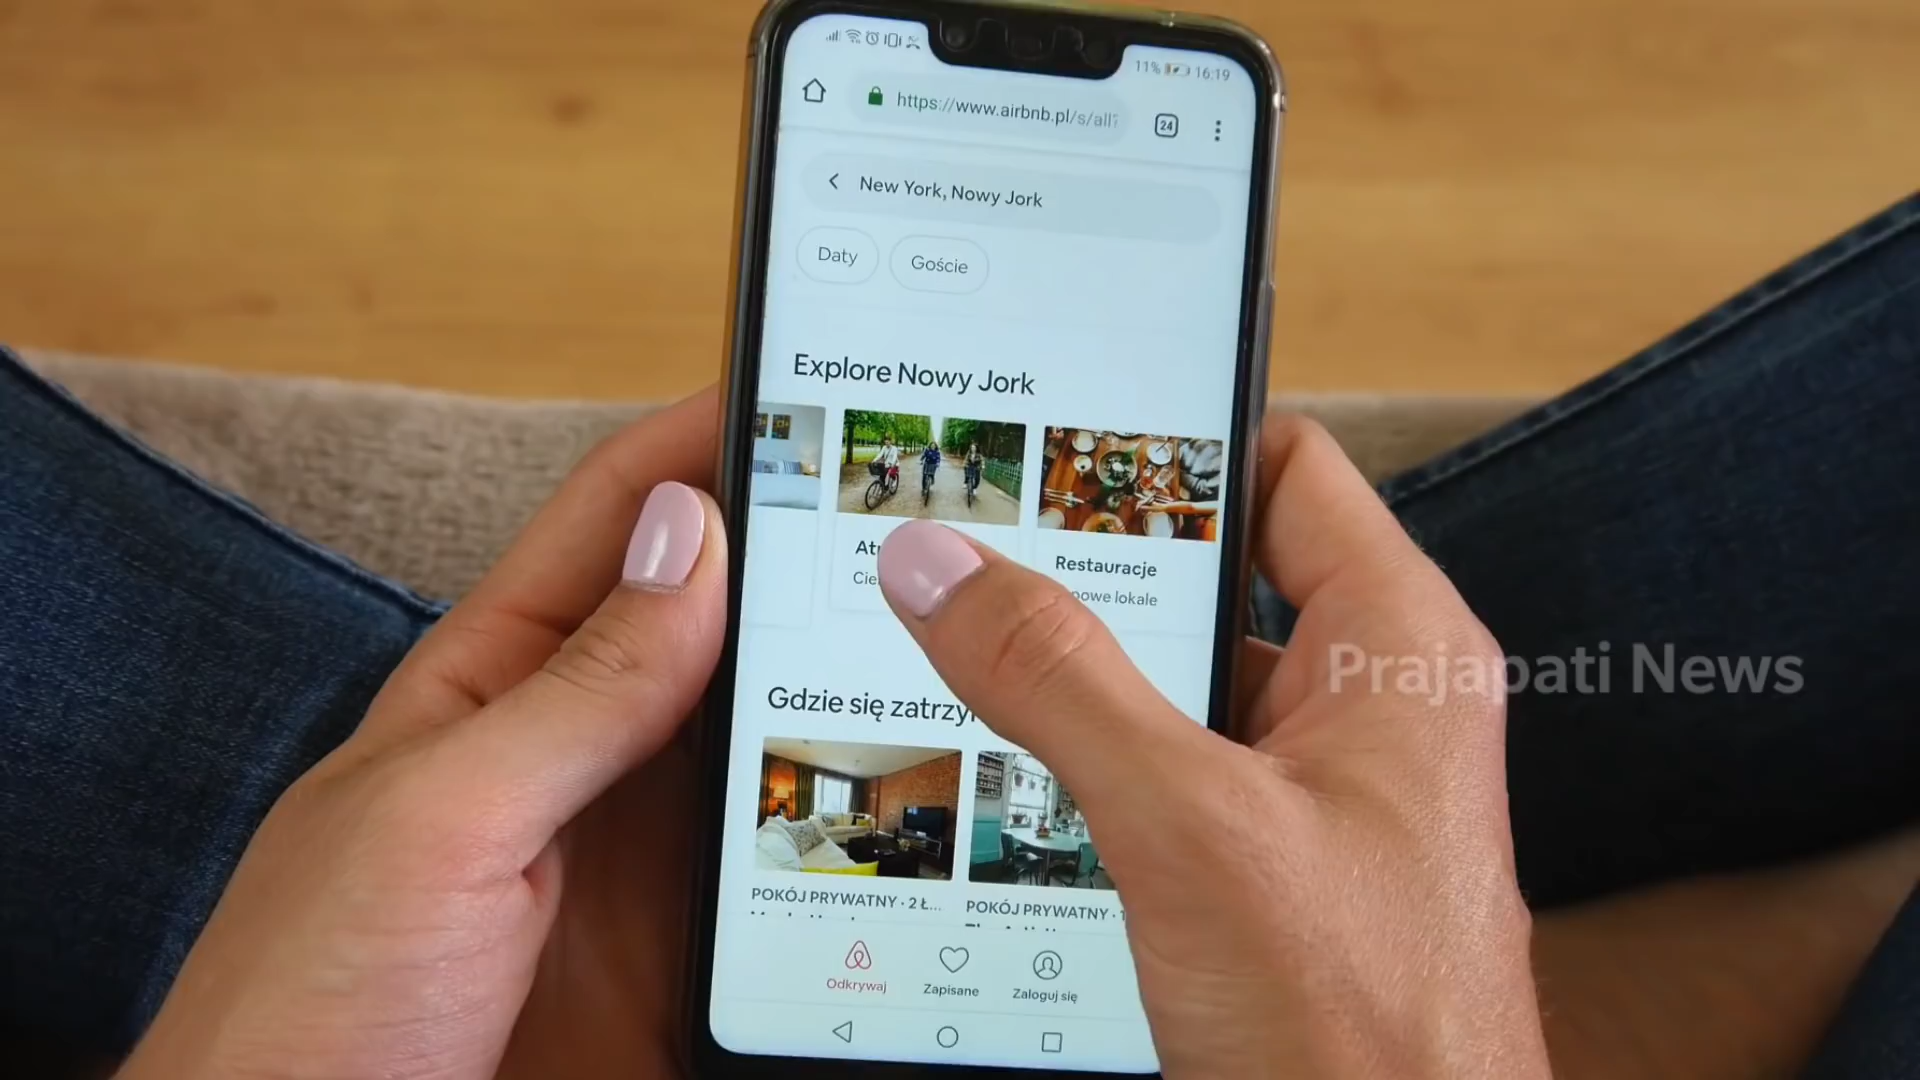 11% 16:19
https://www.airbnb.pl/s/all?
24
New York, Nowy Jork
Daty Goście
Explore Nowy Jork
Restauracje
Gdzie się
POKÓJ PRYWATNY · 2 Ł...
POKÓJ PRYWATNY · 1
Odkrywaj Zapisane Zaloguj się
Prajapati News